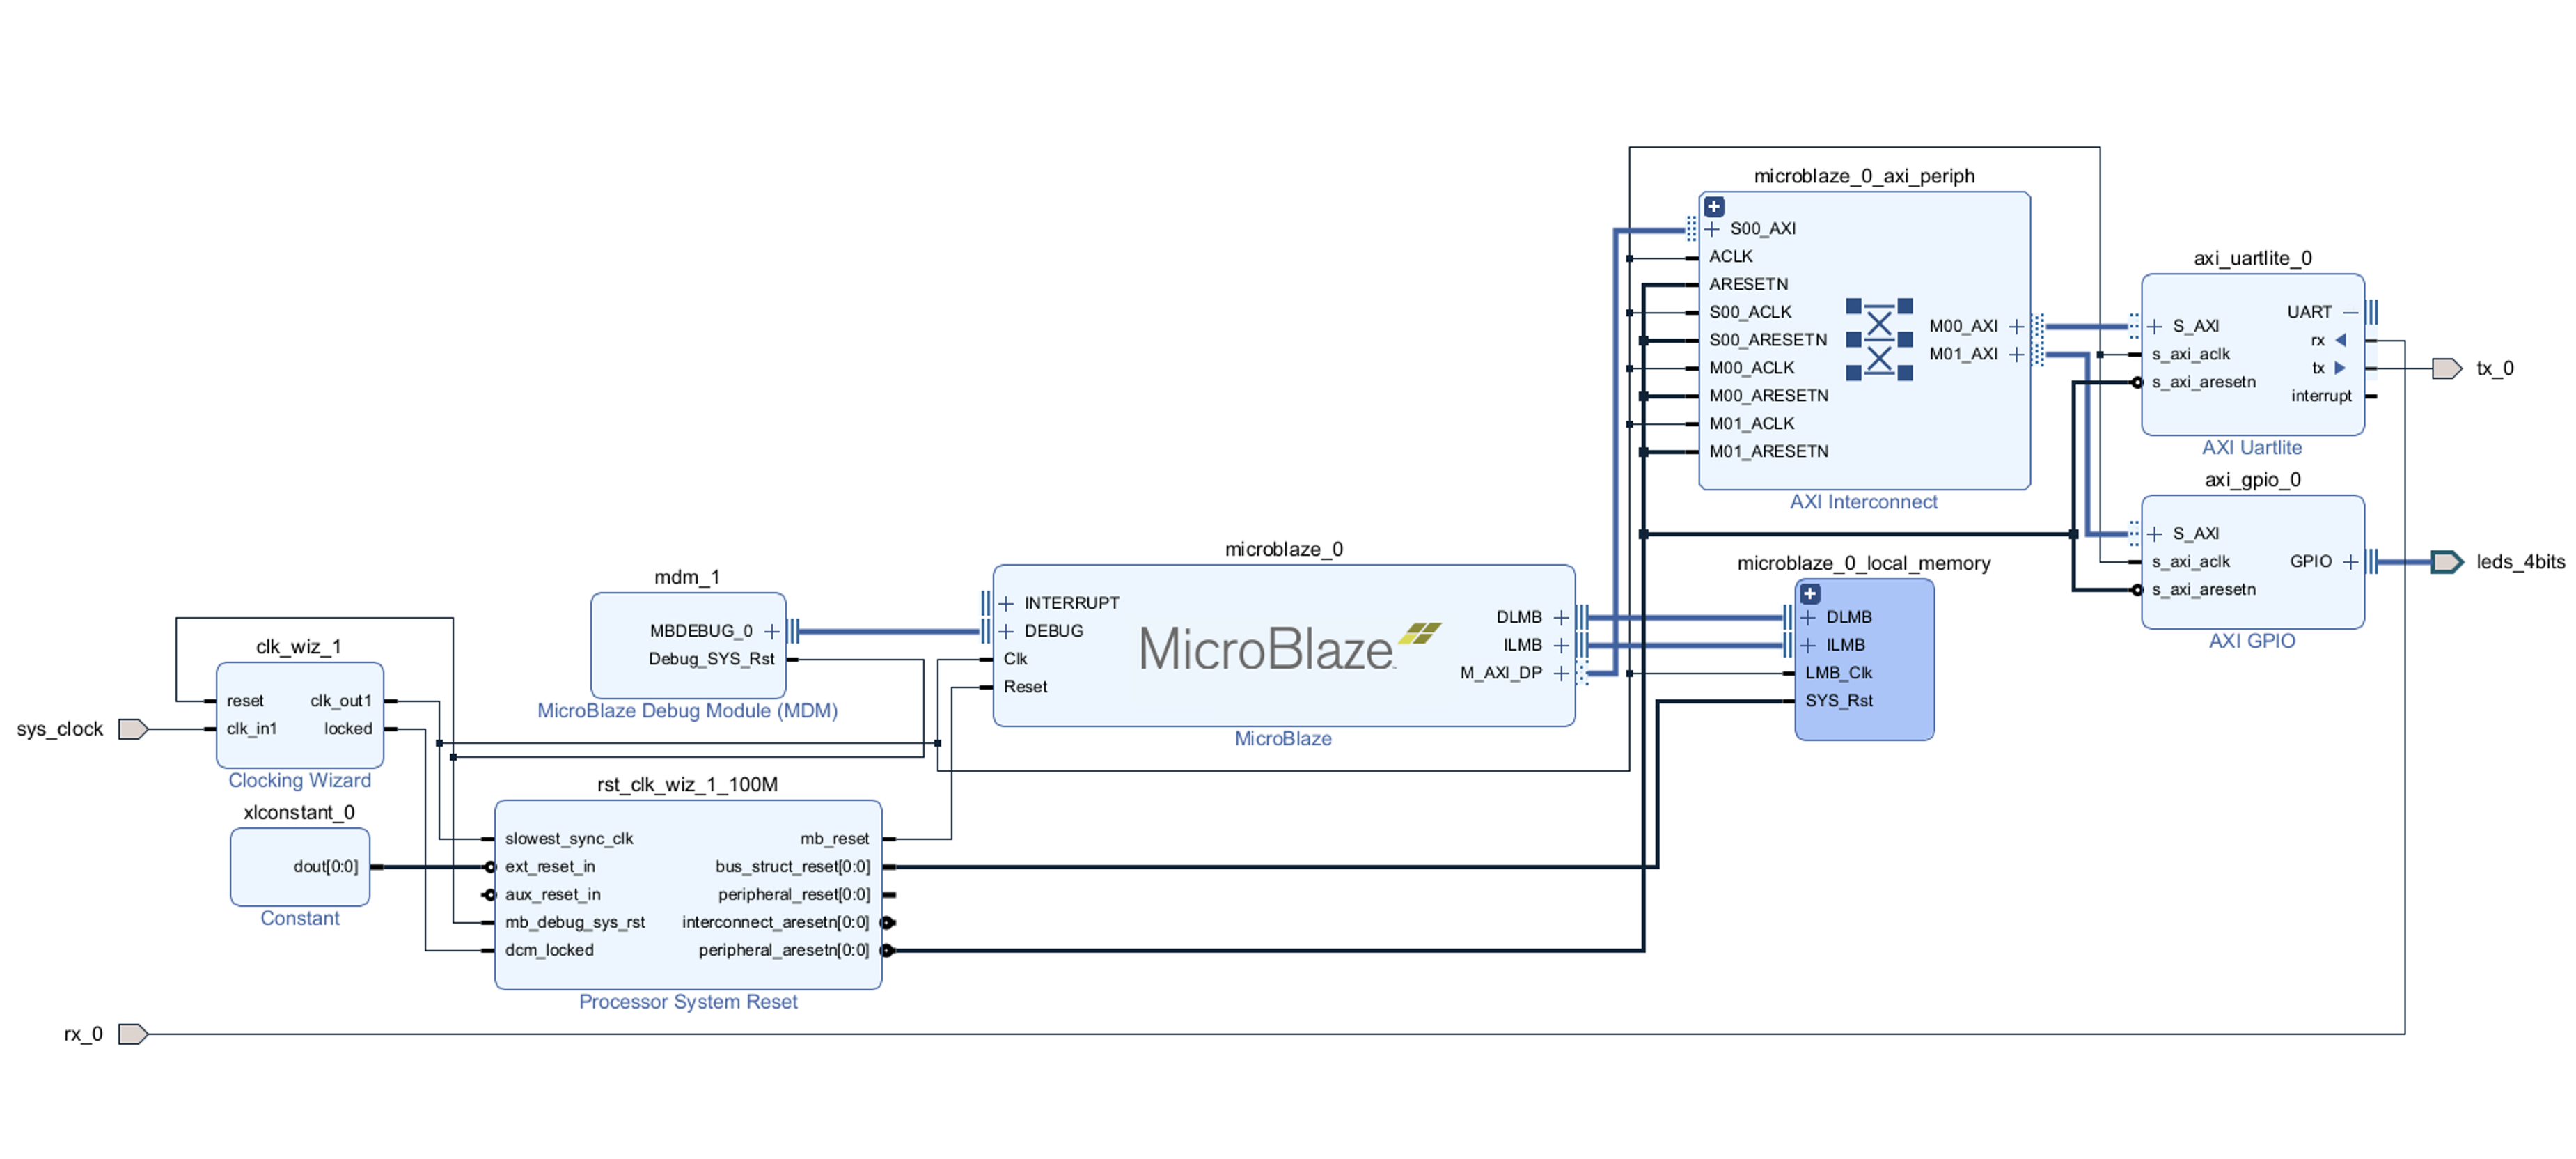 microblaze_0_axi_periph
S00_AXI
ACLK
ARESETN
S00_ACLK
S00_ARESETN
M00_ACLK
M00_ARESETN
M01_ACLK
M01_ARESETN
M00_AXI
M01_AXI
AXI Interconnect
axi_uartlite_0
S_AXI
s_axi_aclk
s_axi_aresetn
UART
rx
tx
interrupt
AXI Uartlite
tx_0
axi_gpio_0
S_AXI
s_axi_aclk
s_axi_aresetn
GPIO
AXI GPIO
leds_4bits
microblaze_0
INTERRUPT
DEBUG
Clk
Reset
MicroBlaze
DLMB
ILMB
M_AXI_DP
MicroBlaze
microblaze_0_local_memory
DLMB
ILMB
LMB_Clk
SYS_Rst
mdm_1
MBDEBUG_0
Debug_SYS_Rst
MicroBlaze Debug Module (MDM)
clk_wiz_1
reset
clk_in1
clk_out1
locked
Clocking Wizard
sys_clock
xlconstant_0
dout[0:0]
Constant
rst_clk_wiz_1_100M
slowest_sync_clk
ext_reset_in
aux_reset_in
mb_debug_sys_rst
dcm_locked
mb_reset
bus_struct_reset[0:0]
peripheral_reset[0:0]
interconnect_aresetn[0:0]
peripheral_aresetn[0:0]
Processor System Reset
rx_0